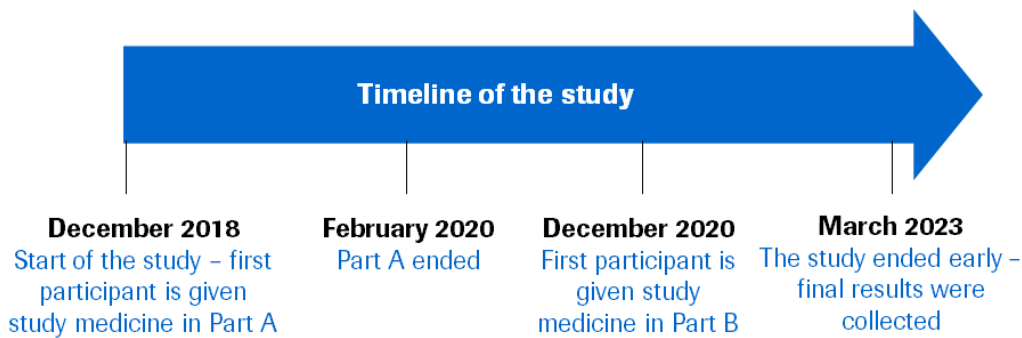 Timeline of the study
December 2018
Start of the study – first
participant is given
study medicine in Part A
February 2020
Part A ended
December 2020
First participant is
given study
medicine in Part B
March 2023
The study ended early –
final results were
collected